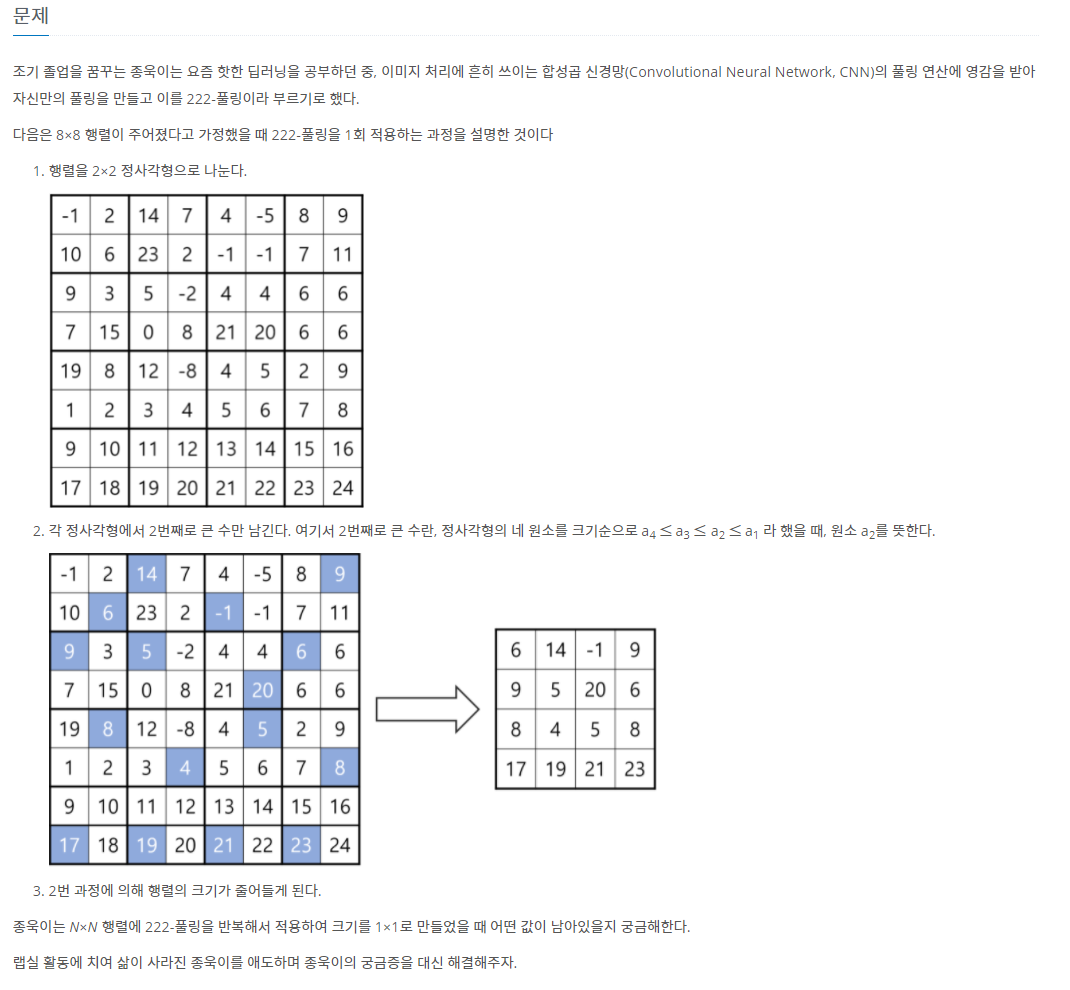 문제
조기 졸업을 꿈꾸는 종욱이는 요즘 핫한 딥러닝을 공부하던 중, 이미지 처리에 흔히 쓰이는 합성곱 신경망(Convolutional Neural Network, CNN)의 풀링 연산에 영감을 받아
자신만의 풀링을 만들고 이를 222-풀링이라 부르기로 했다.
다음은 8×8 행렬이 주어졌다고 가정했을 때 222-풀링을 1회 적용하는 과정을 설명한 것이다
1. 행렬을 2×2 정사각형으로 나눈다.
-1 2 14 7 4 -5 8 9
10 6 23 2 -1 -1 7 11
9 3 5 -2 4 4 6 6
7 15 0 8 21 20 6 6
19 8 12 -8 4 5 2 9
1 2 3 4 5 6 7 8
9 10 11 12 13 14 15 16
17 18 19 20 21 22 23 24
2. 각 정사각형에서 2번째로 큰 수만 남긴다. 여기서 2번째로 큰 수란, 정사각형의 네 원소를 크기순으로 a₄ ≤ a₃ ≤ a₂ ≤ a₁ 라 했을 때, 원소 a₂를 뜻한다.
-1 2 14 7 4 -5 8 9
10 6 23 2 -1 -1 7 11
9 3 5 -2 4 4 6 6
7 15 0 8 21 20 6 6
19 8 12 -8 4 5 2 9
1 2 3 4 5 6 7 8
9 10 11 12 13 14 15 16
17 18 19 20 21 22 23 24
6 14 -1 9
9 5 20 6
8 4 5 8
17 19 21 23
3. 2번 과정에 의해 행렬의 크기가 줄어들게 된다.
종욱이는 N×N 행렬에 222-풀링을 반복해서 적용하여 크기를 1×1로 만들었을 때 어떤 값이 남아있을지 궁금해한다.
랩실 활동에 치여 삶이 사라진 종욱이를 애도하며 종욱이의 궁금증을 대신 해결해주자.